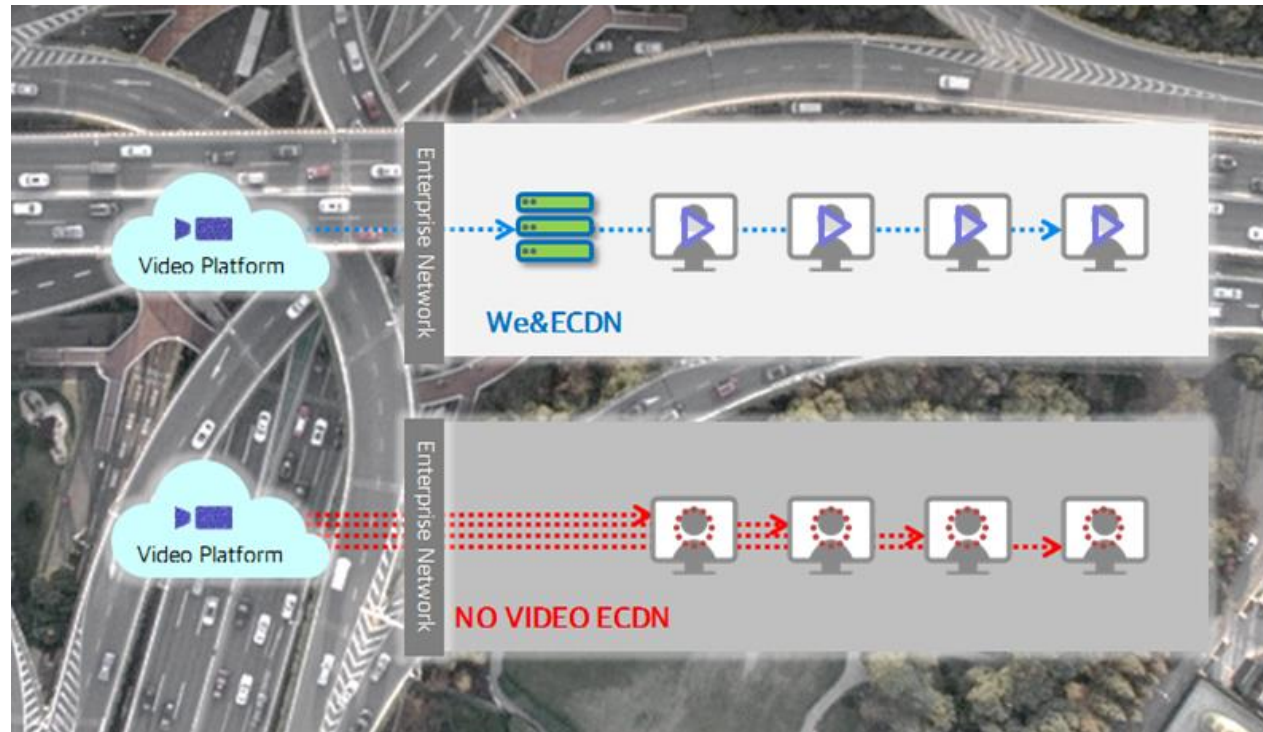 Enterprise Network
Video Platform
We&ECDN
Enterprise Network
Video Platform
NO VIDEO ECDN